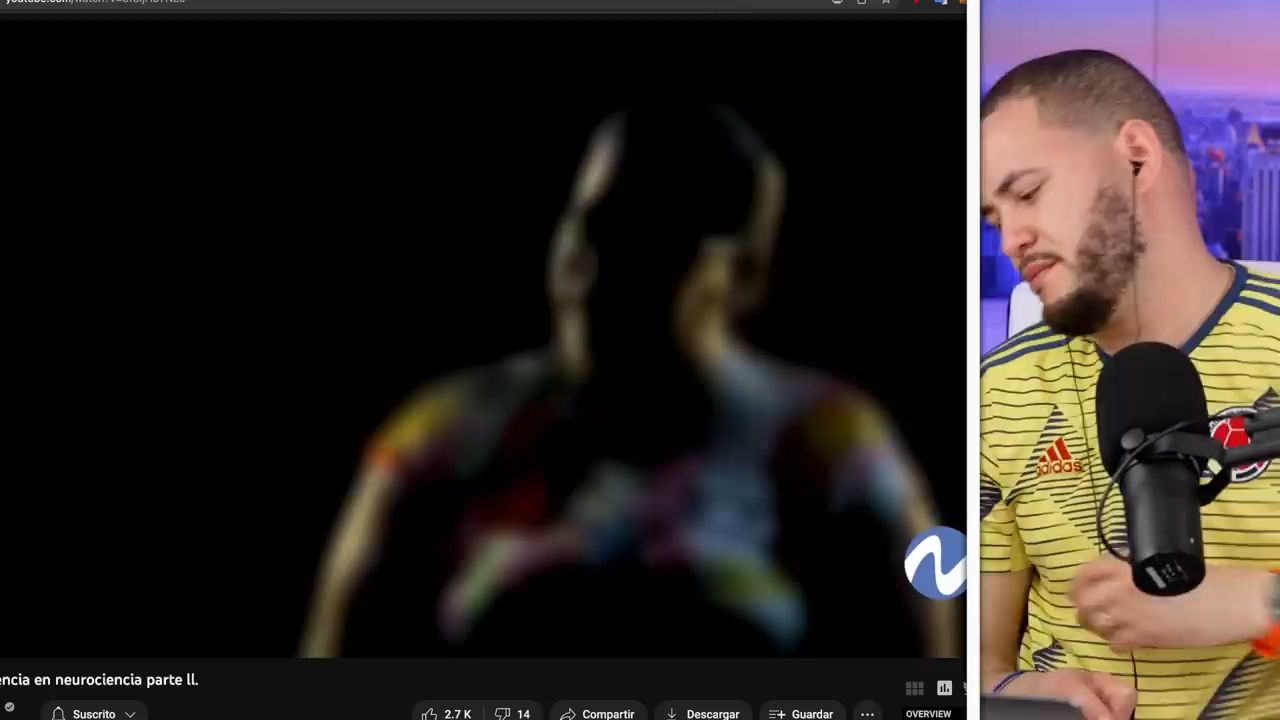 encia en neurociencia parte ll.
Suscrito
2.7 K
14
Compartir
Descargar
Guardar
OVERVIEW
adidas